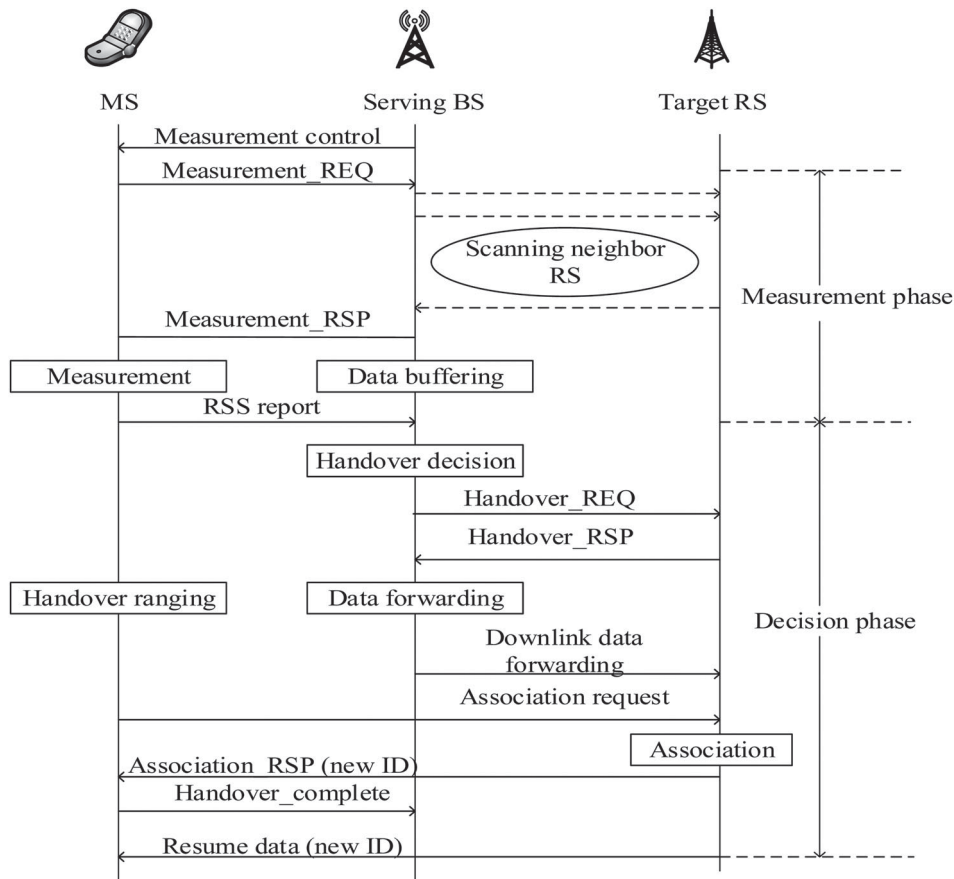 MS
Serving BS
Target RS
Measurement control
Measurement_REQ
Scanning neighbor
RS
Measurement phase
Measurement_RSP
Measurement
Data buffering
RSS report
Handover decision
Handover_REQ
Handover_RSP
Handover ranging
Data forwarding
Decision phase
Downlink data
forwarding
Association request
Association
Association_RSP (new ID)
Handover_complete
Resume data (new ID)